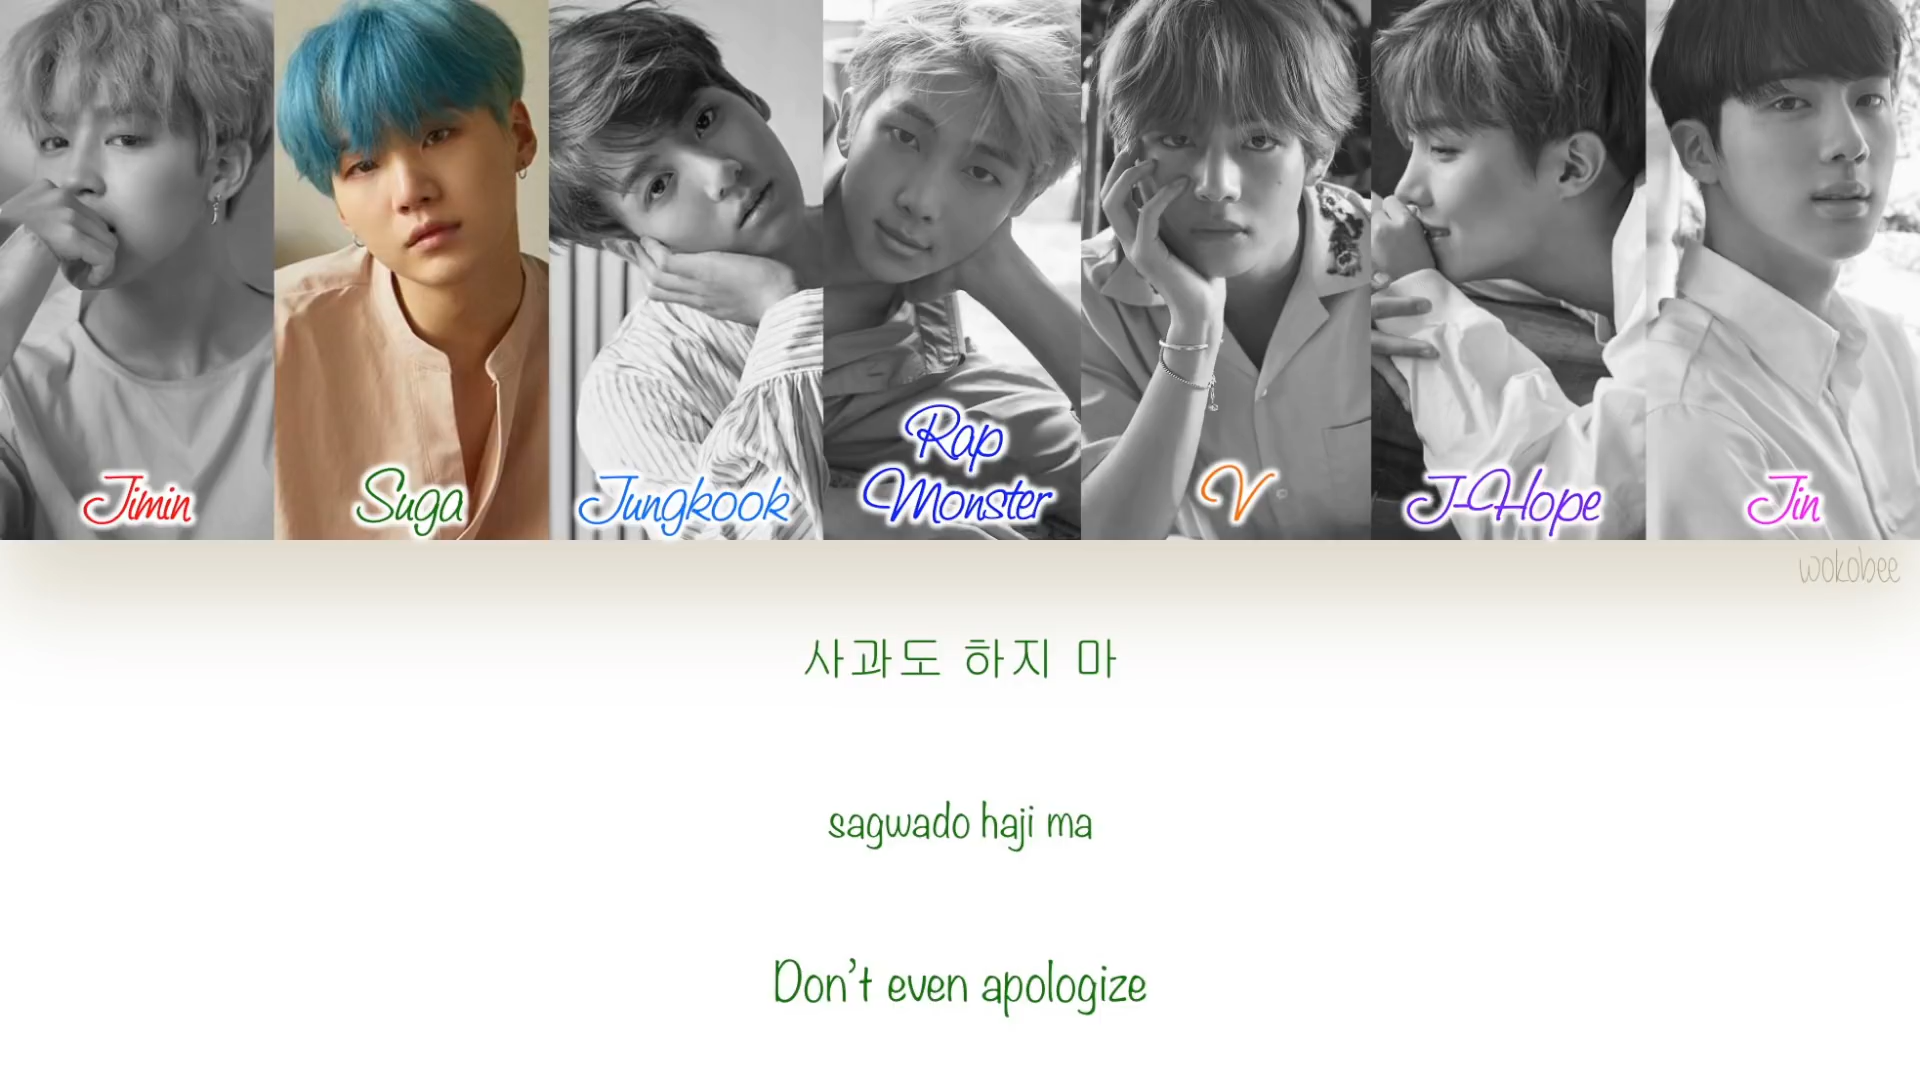 Jimin
Suga
Jungkook
Rap
Monster
V
J-Hope
Jin
wokobee
사과도 하지 마
sagwado haji ma
Don't even apologize